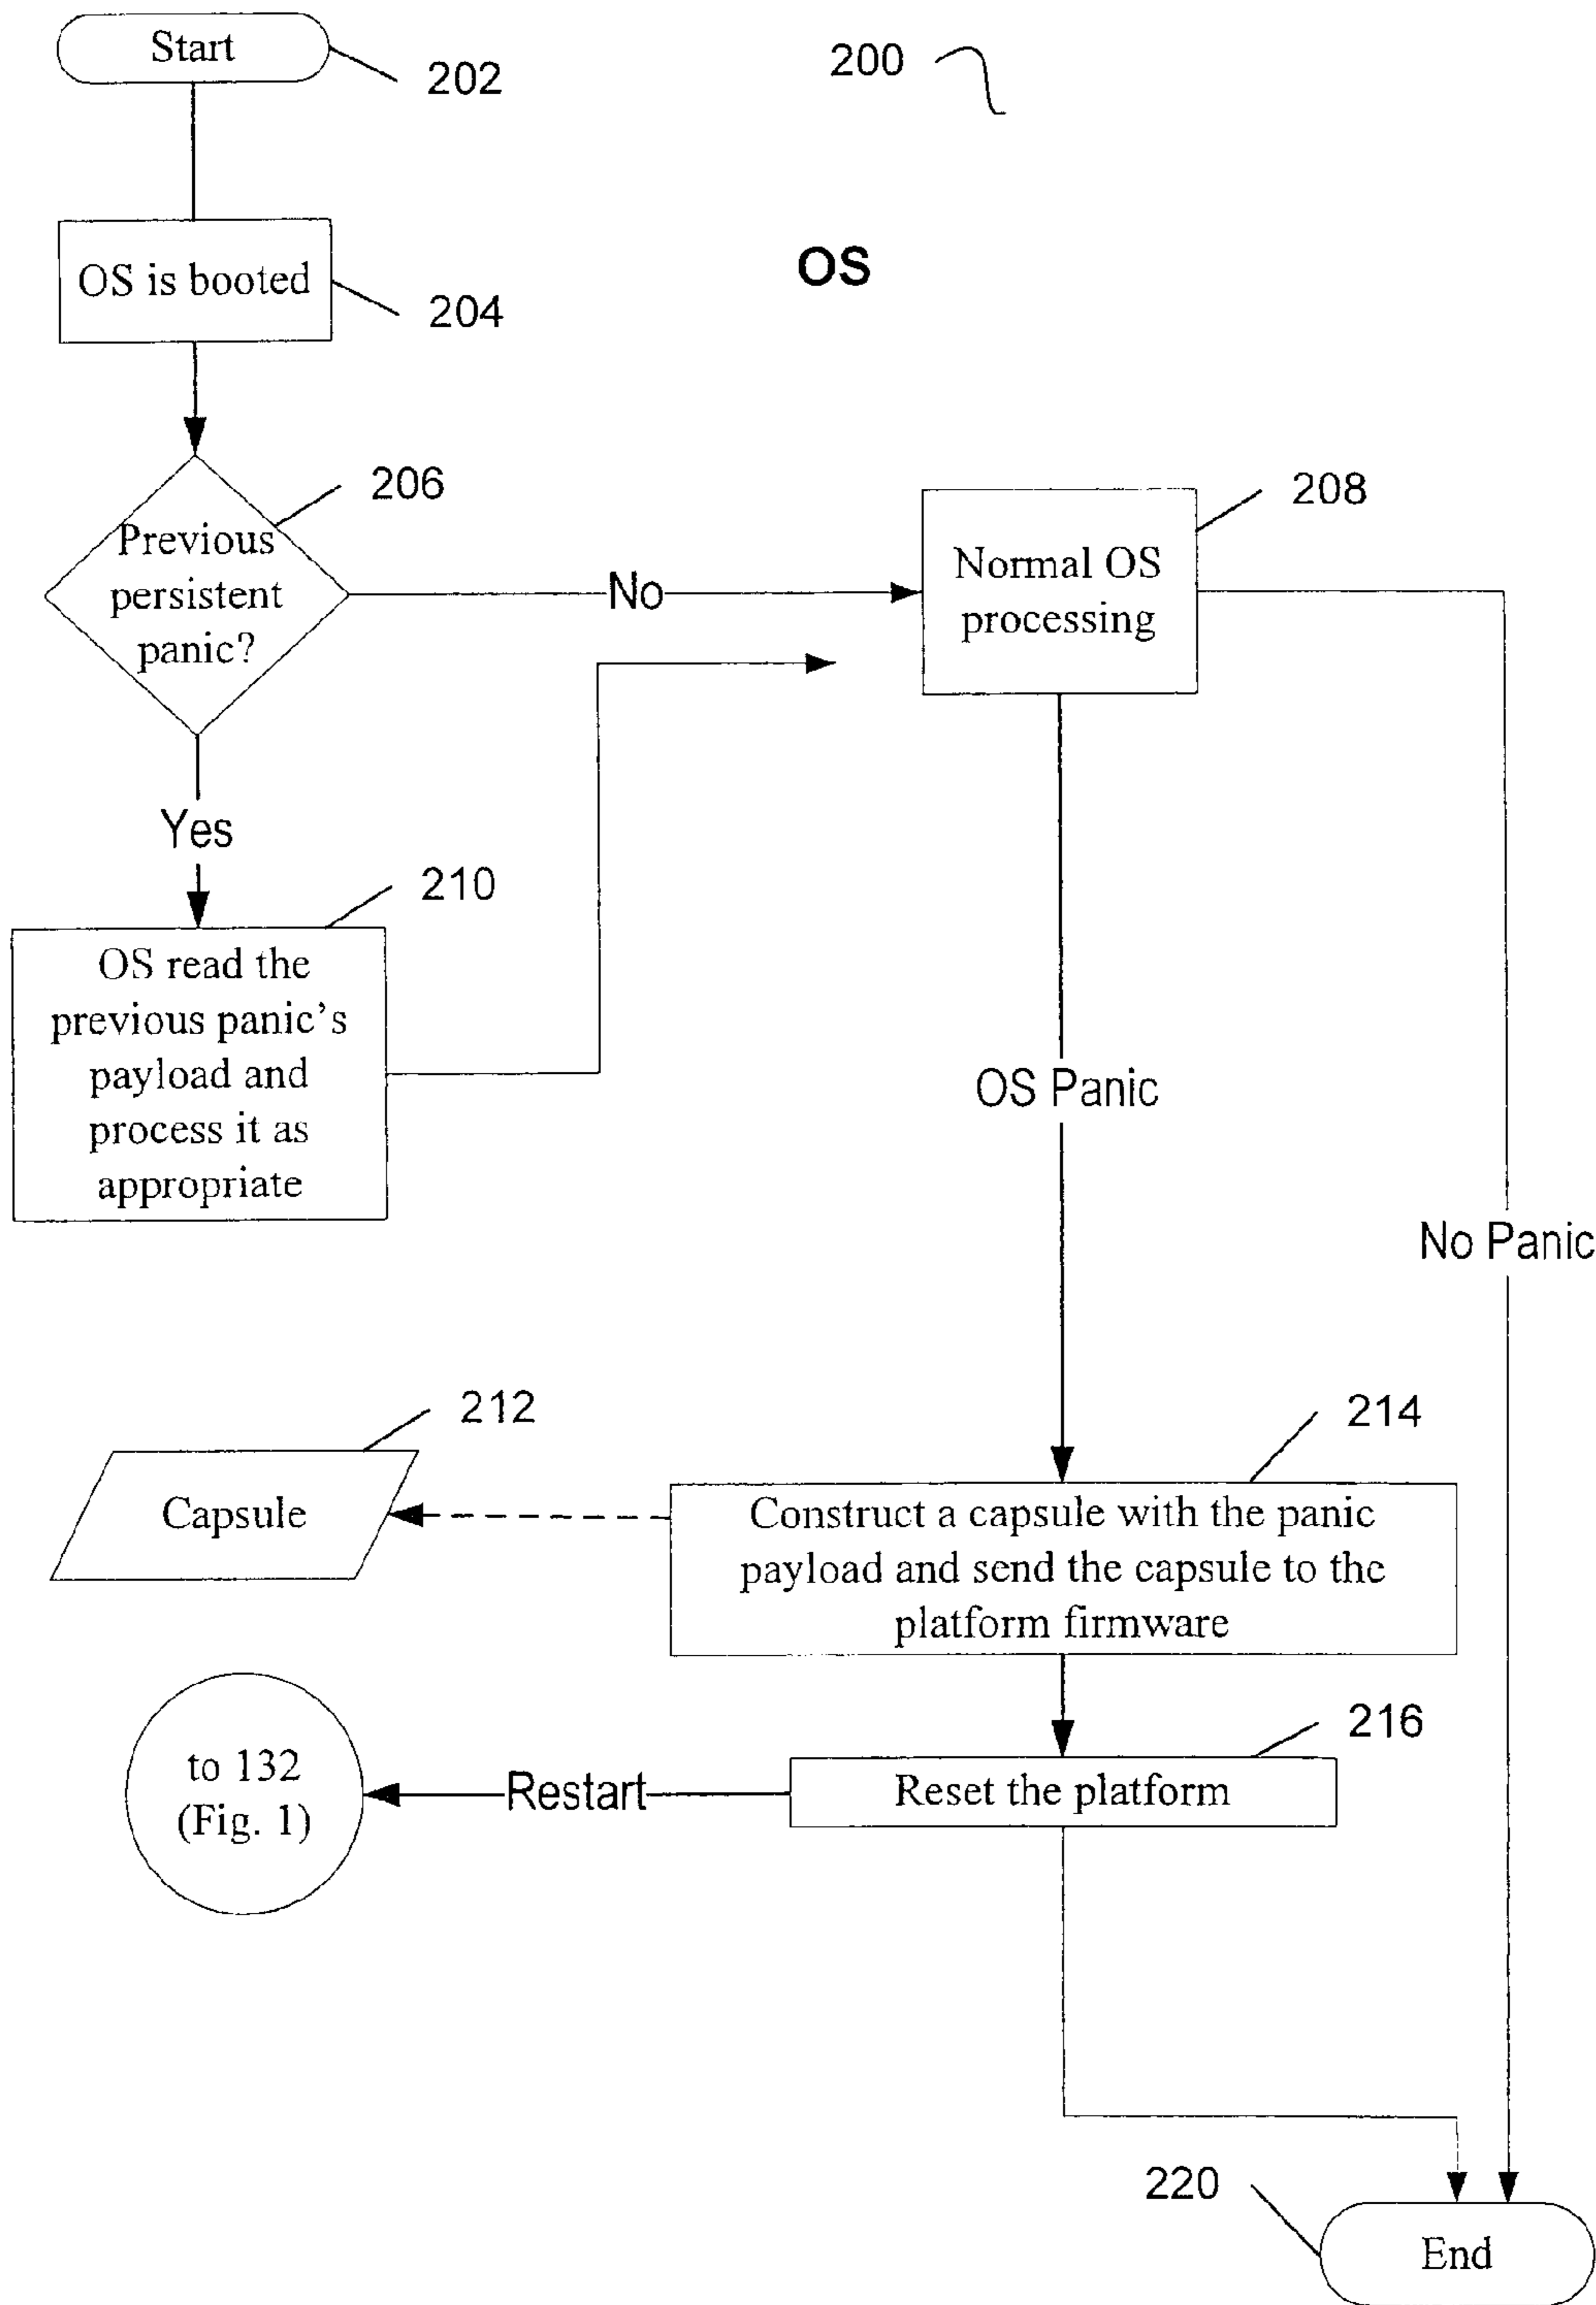 Start
202
200
OS is booted
204
OS
206
Previous
persistent
panic?
No
208
Normal OS
processing
Yes
210
OS read the
previous panic's
payload and
process it as
appropriate
OS Panic
No Panic
212
Capsule
214
Construct a capsule with the panic
payload and send the capsule to the
platform firmware
to 132
(Fig. 1)
Restart
216
Reset the platform
220
End